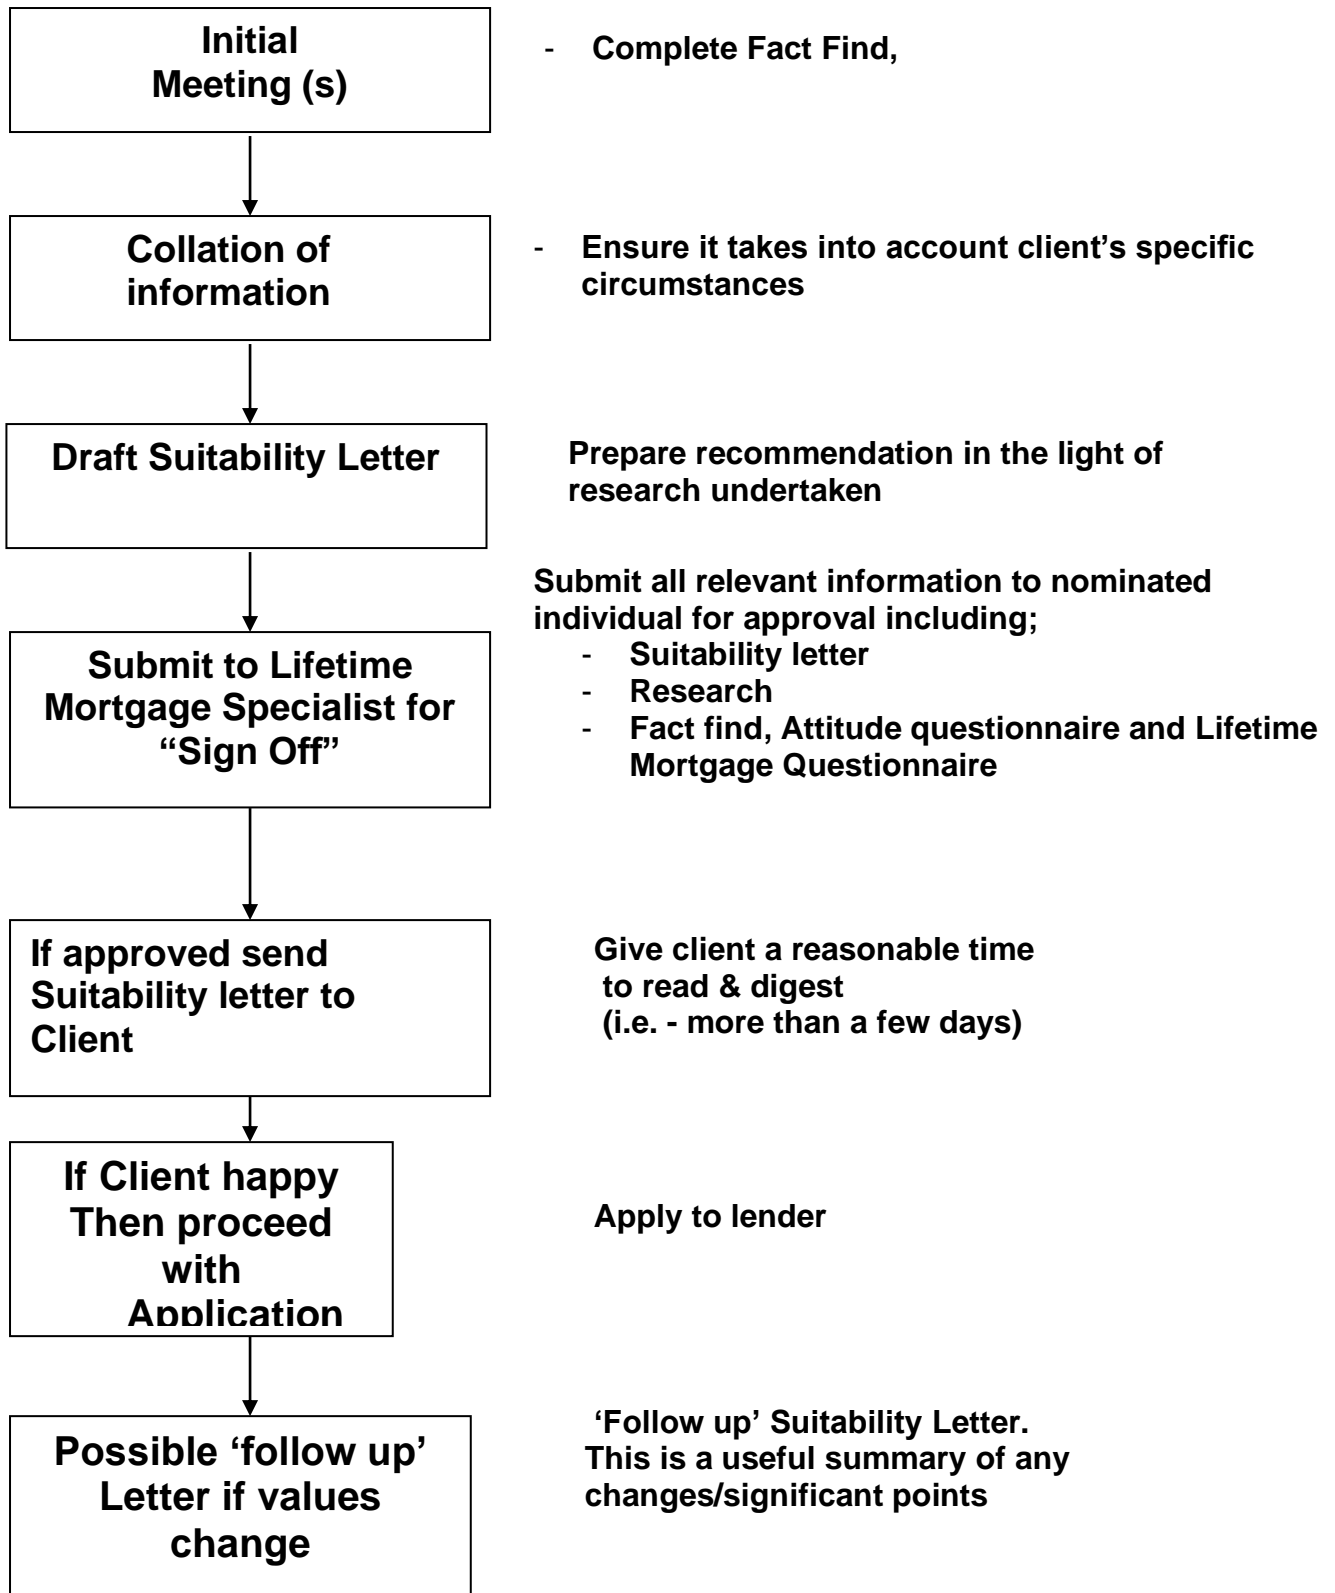 Initial
Meeting (s)
- Complete Fact Find,
Collation of
information
- Ensure it takes into account client’s specific
circumstances
Draft Suitability Letter
Prepare recommendation in the light of
research undertaken
Submit to Lifetime
Mortgage Specialist for
“Sign Off”
Submit all relevant information to nominated
individual for approval including;
- Suitability letter
- Research
- Fact find, Attitude questionnaire and Lifetime
Mortgage Questionnaire
If approved send
Suitability letter to
Client
Give client a reasonable time
to read & digest
(i.e. - more than a few days)
If Client happy
Then proceed
with
Application
Apply to lender
Possible ‘follow up’
Letter if values
change
‘Follow up’ Suitability Letter.
This is a useful summary of any
changes/significant points